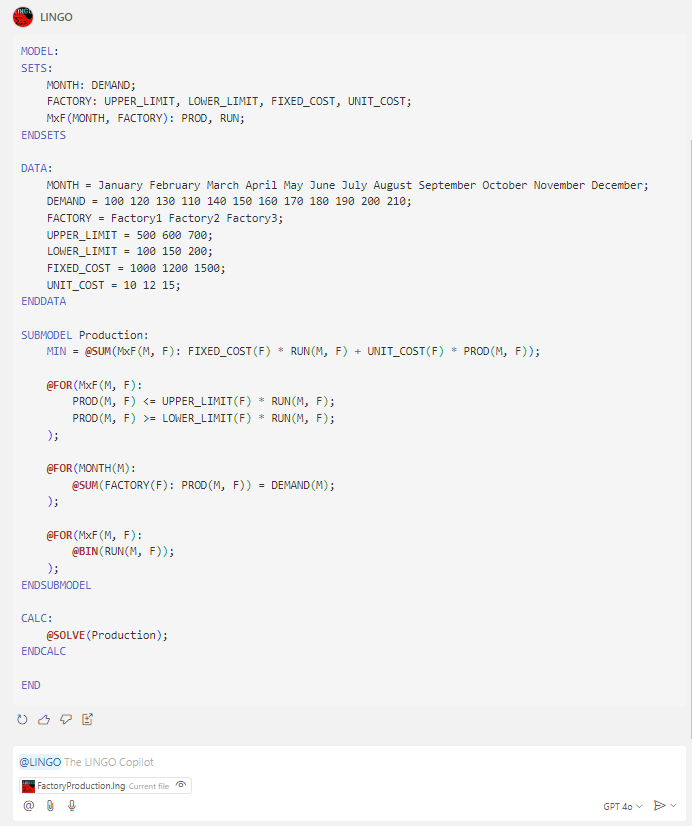 LINGO
MODEL:
SETS:
    MONTH: DEMAND;
    FACTORY: UPPER_LIMIT, LOWER_LIMIT, FIXED_COST, UNIT_COST;
    MxF(MONTH, FACTORY): PROD, RUN;
ENDSETS
DATA:
    MONTH = January February March April May June July August September October November December;
    DEMAND = 100 120 130 110 140 150 160 170 180 190 200 210;
    FACTORY = Factory1 Factory2 Factory3;
    UPPER_LIMIT = 500 600 700;
    LOWER_LIMIT = 100 150 200;
    FIXED_COST = 1000 1200 1500;
    UNIT_COST = 10 12 15;
ENDDATA
SUBMODEL Production:
    MIN = @SUM(MxF(M, F): FIXED_COST(F) * RUN(M, F) + UNIT_COST(F) * PROD(M, F));
    @FOR(MxF(M, F):
        PROD(M, F) <= UPPER_LIMIT(F) * RUN(M, F);
        PROD(M, F) >= LOWER_LIMIT(F) * RUN(M, F);
    );
    @FOR(MONTH(M):
        @SUM(FACTORY(F): PROD(M, F)) = DEMAND(M);
    );
    @FOR(MxF(M, F):
        @BIN(RUN(M, F));
    );
ENDSUBMODEL
CALC:
    @SOLVE(Production);
ENDCALC
END
@LINGO The LINGO Copilot
FactoryProduction.lng Current file
@ GPT 4o